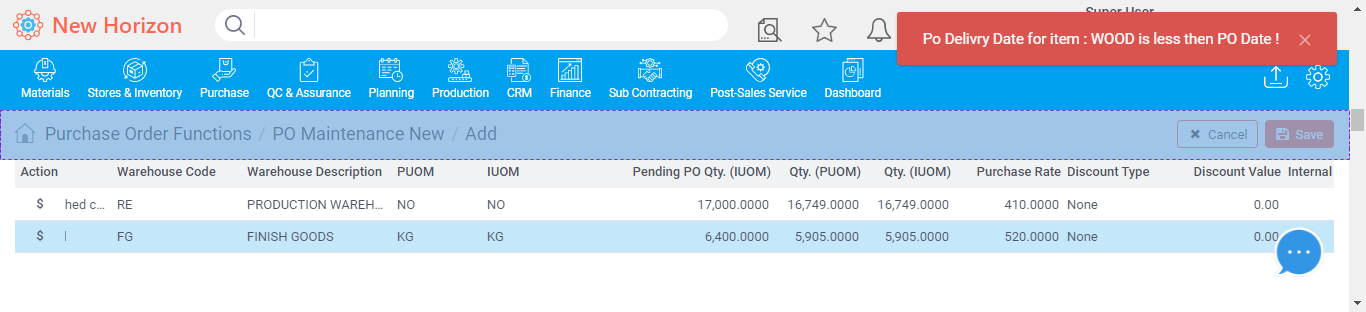 Super User
New Horizon
Po Delivry Date for item : WOOD is less then PO Date !
Materials Stores & Inventory Purchase QC & Assurance Planning Production CRM Finance Sub Contracting Post-Sales Service Dashboard
Purchase Order Functions / PO Maintenance New / Add
Cancel Save
Action Warehouse Code Warehouse Description PUOM IUOM Pending PO Qty. (IUOM) Qty. (PUOM) Qty. (IUOM) Purchase Rate Discount Type Discount Value Internal
$ hed c... RE PRODUCTION WAREH... NO NO 17,000.0000 16,749.0000 16,749.0000 410.0000 None 0.00
$ FG FINISH GOODS KG KG 6,400.0000 5,905.0000 5,905.0000 520.0000 None 0.00